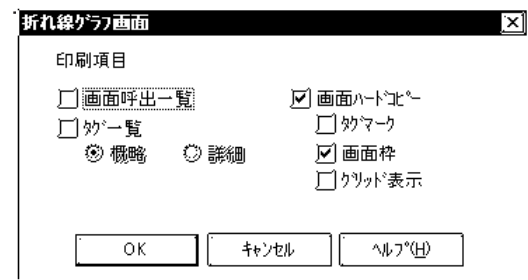 折れ線ｸﾞﾗﾌ画面
印刷項目
画面呼出一覧
ﾀｸﾞ一覧
概略 詳細
画面ﾊｰﾄﾞｺﾋﾟｰ
ﾀｸﾞﾏｰｸ
画面枠
ｸﾞﾘｯﾄﾞ表示
OK ｷｬﾝｾﾙ ﾍﾙﾌﾟ(H)